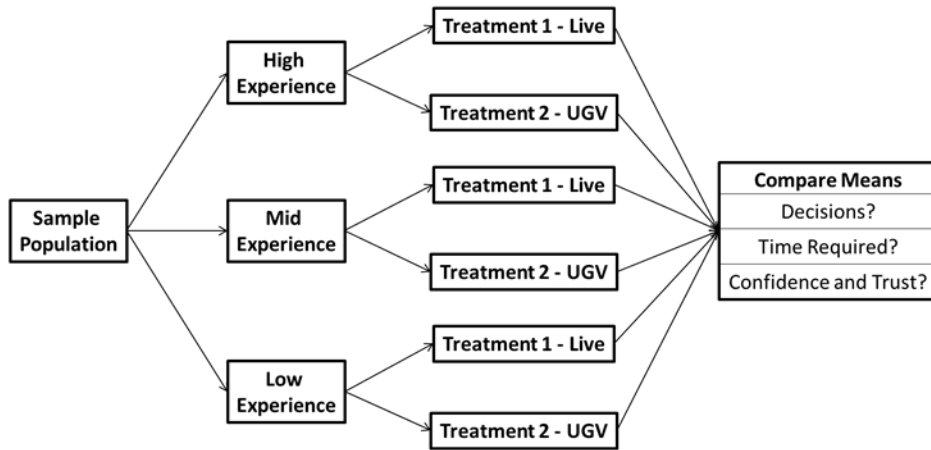 Sample
Population
High
Experience
Mid
Experience
Low
Experience
Treatment 1 - Live
Treatment 2 - UGV
Treatment 1 - Live
Treatment 2 - UGV
Treatment 1 - Live
Treatment 2 - UGV
Compare Means
Decisions?
Time Required?
Confidence and Trust?